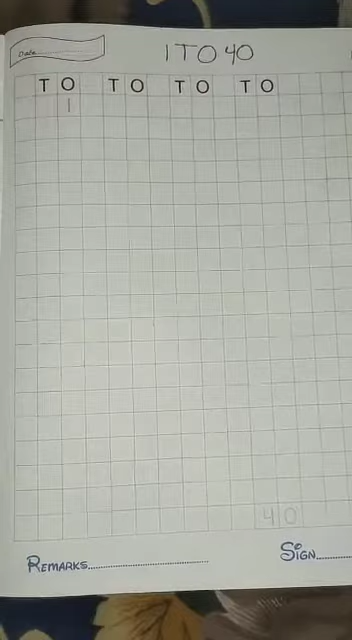 Date
1 TO 40
T O T O T O T O
1
40
REMARKS........................ SIGN........